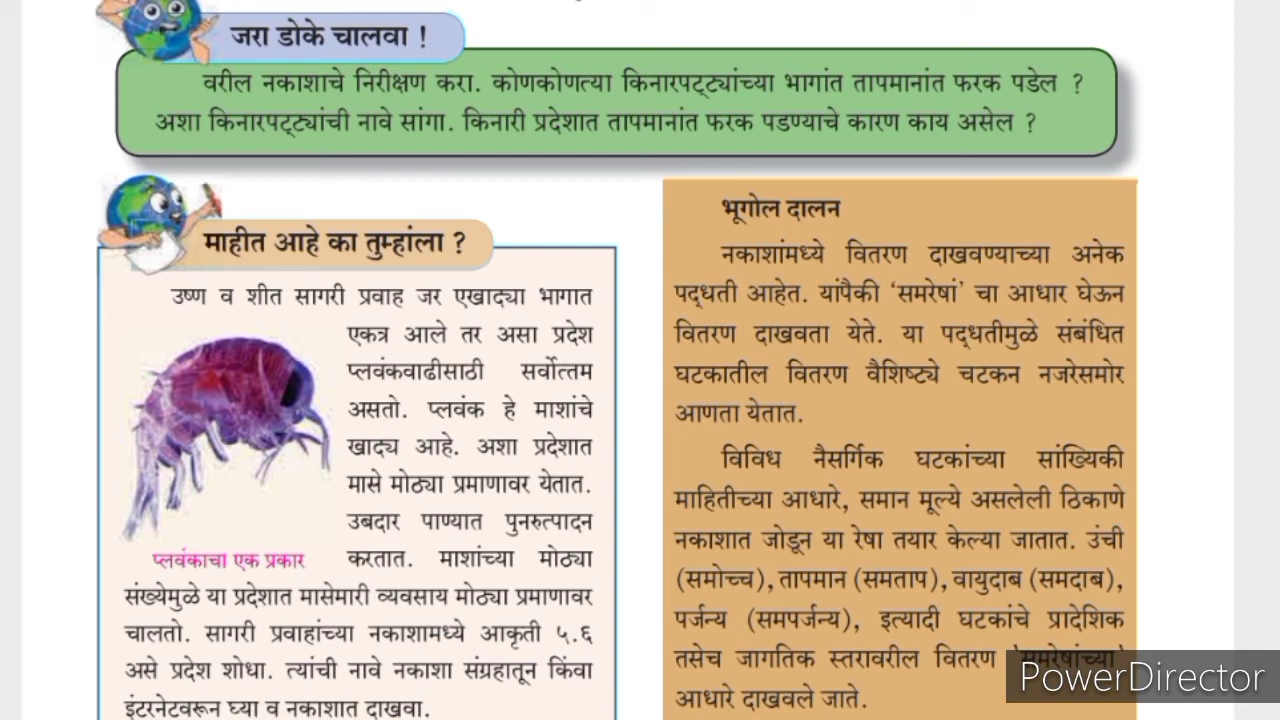 जरा डोके चालवा !
वरील नकाशाचे निरीक्षण करा. कोणकोणत्या किनारपट्ट्यांच्या भागांत तापमानांत फरक पडेल ?
अशा किनारपट्ट्यांची नावे सांगा. किनारी प्रदेशात तापमानांत फरक पडण्याचे कारण काय असेल ?
माहीत आहे का तुम्हांला ?
उष्ण व शीत सागरी प्रवाह जर एखाद्या भागात
एकत्र आले तर असा प्रदेश
प्लवंकवाढीसाठी सर्वोत्तम
असतो. प्लवंक हे माशांचे
खाद्य आहे. अशा प्रदेशात
मासे मोठ्या प्रमाणावर येतात.
उबदार पाण्यात पुनरुत्पादन
करतात. माशांच्या मोठ्या
प्लवंकाचा एक प्रकार
संख्येमुळे या प्रदेशात मासेमारी व्यवसाय मोठ्या प्रमाणावर
चालतो. सागरी प्रवाहांच्या नकाशामध्ये आकृती ५.६
असे प्रदेश शोधा. त्यांची नावे नकाशा संग्रहातून किंवा
इंटरनेटवरून घ्या व नकाशात दाखवा.
भूगोल दालन
नकाशांमध्ये वितरण दाखवण्याच्या अनेक
पद्धती आहेत. यांपैकी ‘समरेषां’ चा आधार घेऊन
वितरण दाखवता येते. या पद्धतीमुळे संबंधित
घटकातील वितरण वैशिष्ट्ये चटकन नजरेसमोर
आणता येतात.
विविध नैसर्गिक घटकांच्या सांख्यिकी
माहितीच्या आधारे, समान मूल्ये असलेली ठिकाणे
नकाशात जोडून या रेषा तयार केल्या जातात. उंची
(समोच्च), तापमान (समताप), वायुदाब (समदाब),
पर्जन्य (समपर्जन्य), इत्यादी घटकांचे प्रादेशिक
तसेच जागतिक स्तरावरील वितरण ‘समरेषांच्या’
आधारे दाखवले जाते.
PowerDirector